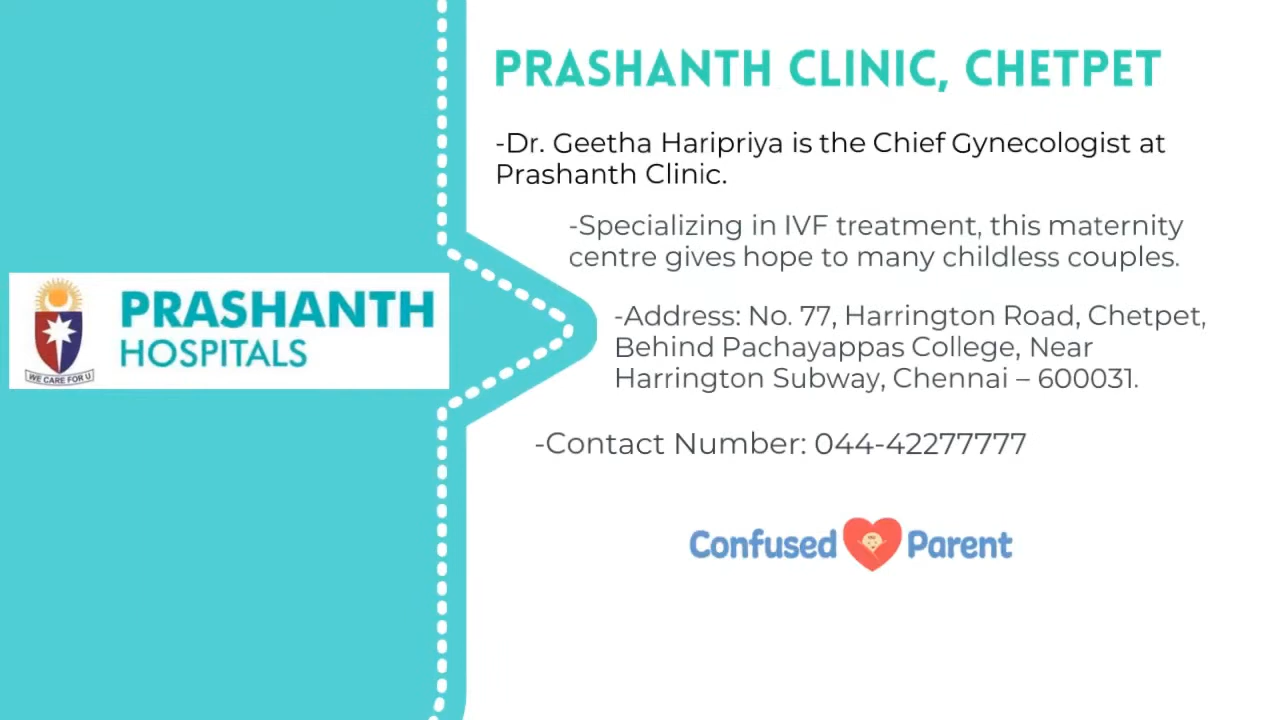 PRASHANTH CLINIC, CHETPET
-Dr. Geetha Haripriya is the Chief Gynecologist at
Prashanth Clinic.
-Specializing in IVF treatment, this maternity
centre gives hope to many childless couples.
PRASHANTH
HOSPITALS
WE CARE FOR U
-Address: No. 77, Harrington Road, Chetpet,
Behind Pachayappas College, Near
Harrington Subway, Chennai – 600031.
-Contact Number: 044-42277777
Confused Parent